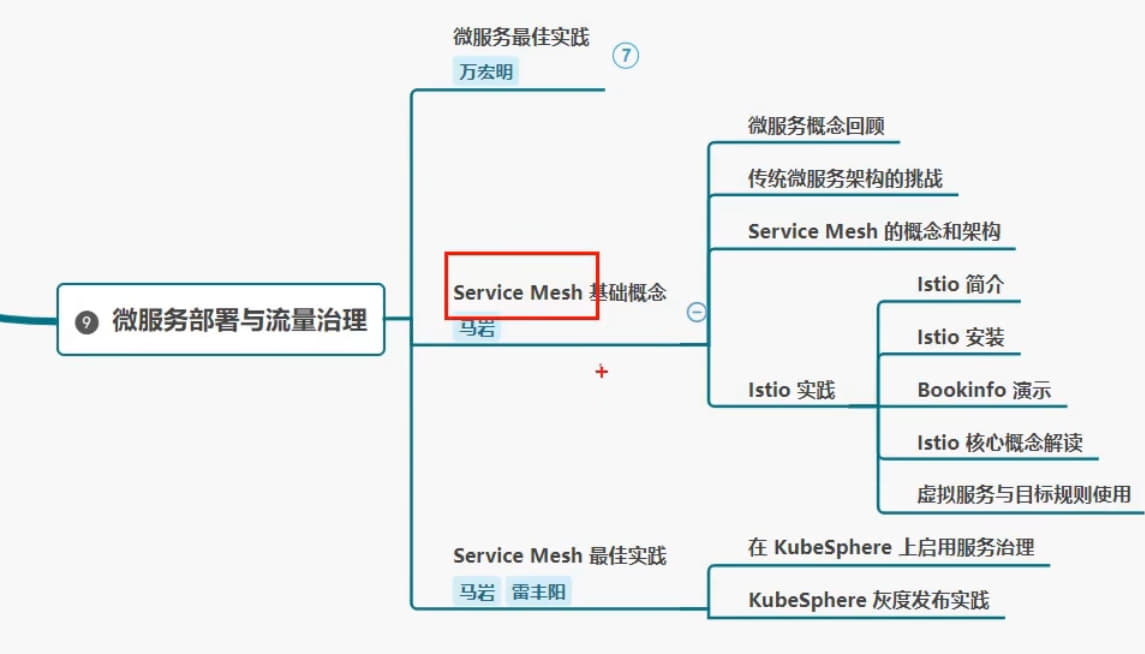 微服务最佳实践
7
万宏明
微服务概念回顾
传统微服务架构的挑战
Service Mesh 的概念和架构
Service Mesh 基础概念
马岩
Istio 简介
Istio 安装
Istio 实践
Bookinfo 演示
Istio 核心概念解读
虚拟服务与目标规则使用
9 微服务部署与流量治理
Service Mesh 最佳实践
马岩 雷丰阳
在 KubeSphere 上启用服务治理
KubeSphere 灰度发布实践